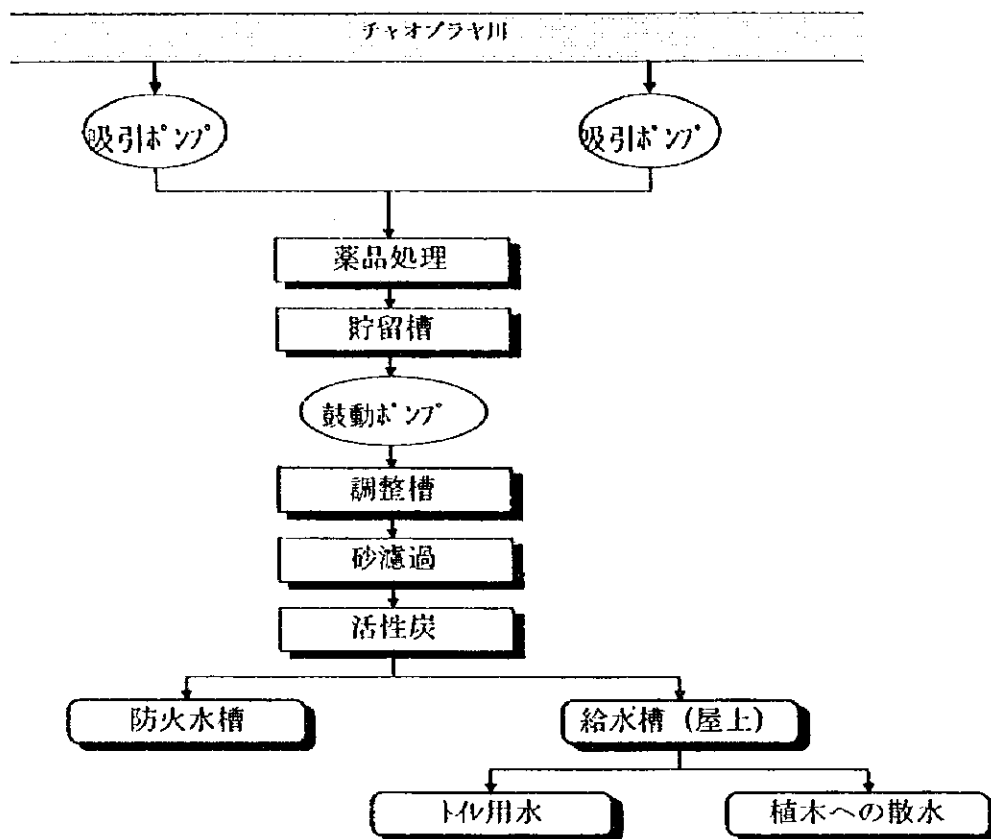 チャオプラヤ川
吸引ポンプ
吸引ポンプ
薬品処理
貯留槽
鼓動ポンプ
調整槽
砂濾過
活性炭
防火水槽
給水槽（屋上）
トイレ用水
植木への散水